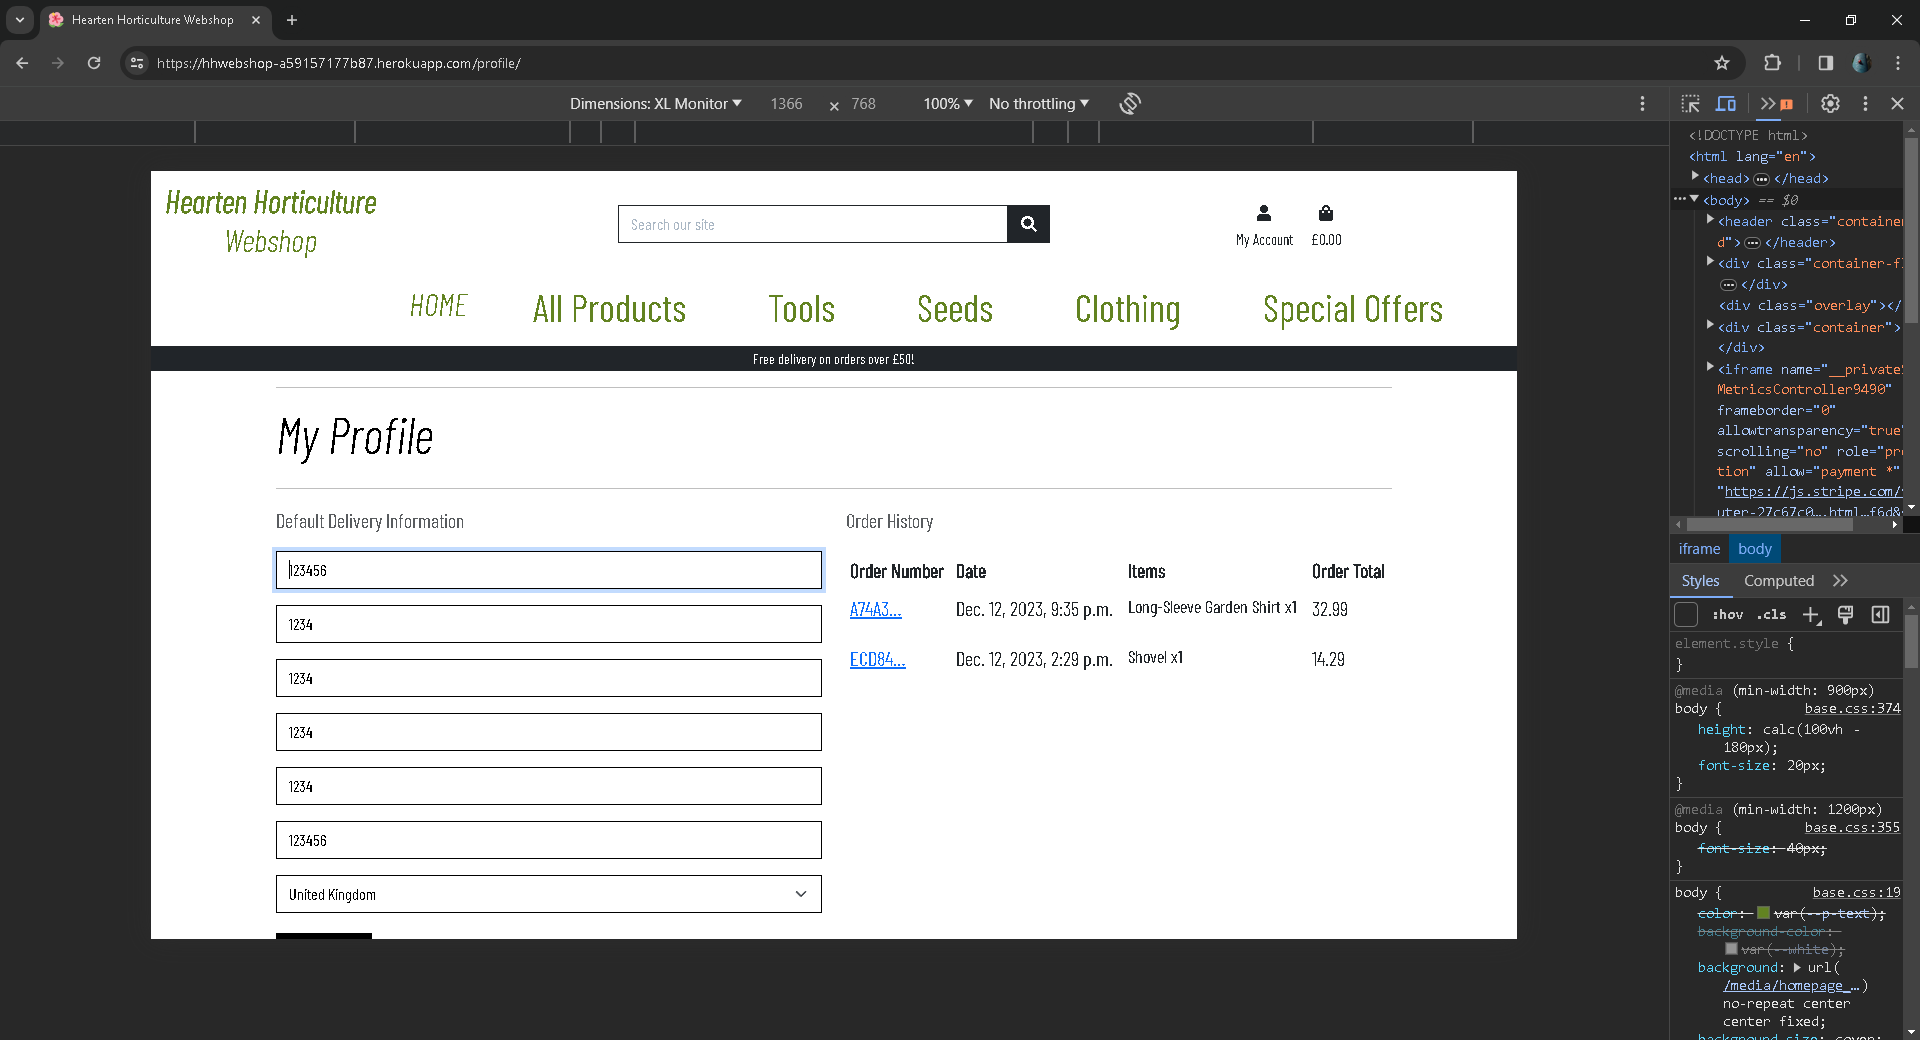 Hearten Horticulture Webshop
https://hhwebshop-a59157177b87.herokuapp.com/profile/
Dimensions: XL Monitor 1366 × 768 100% No throttling
Hearten Horticulture
Webshop
Search our site
My Account £0.00
HOME All Products Tools Seeds Clothing Special Offers
Free delivery on orders over £50!
My Profile
Default Delivery Information
123456
1234
1234
1234
1234
123456
United Kingdom
Order History
Order Number Date Items Order Total
A74A3... Dec. 12, 2023, 9:35 p.m. Long-Sleeve Garden Shirt x1 32.99
ECD84... Dec. 12, 2023, 2:29 p.m. Shovel x1 14.29
<!DOCTYPE html>
<html lang="en">
<head> ••• </head>
••• <body> == $0
<header class="containe
d"> ••• </header>
<div class="container-f
••• </div>
<div class="overlay"></
<div class="container">
</div>
<iframe name="__private
MetricsController9490"
frameborder="0"
allowtransparency="true"
scrolling="no" role="pr
tion" allow="payment *"
"https://js.stripe.com/
uter-27c67c0….html…f6d&
iframe body
Styles Computed
:hov .cls
element.style {
}
@media (min-width: 900px)
body { base.css:374
height: calc(100vh -
180px);
font-size: 20px;
}
@media (min-width: 1200px)
body { base.css:355
font-size: 40px;
}
body { base.css:19
color: var(--p-text);
background-color:
var(--white);
background: url(
/media/homepage_…)
no-repeat center
center fixed;
background-size: cover;